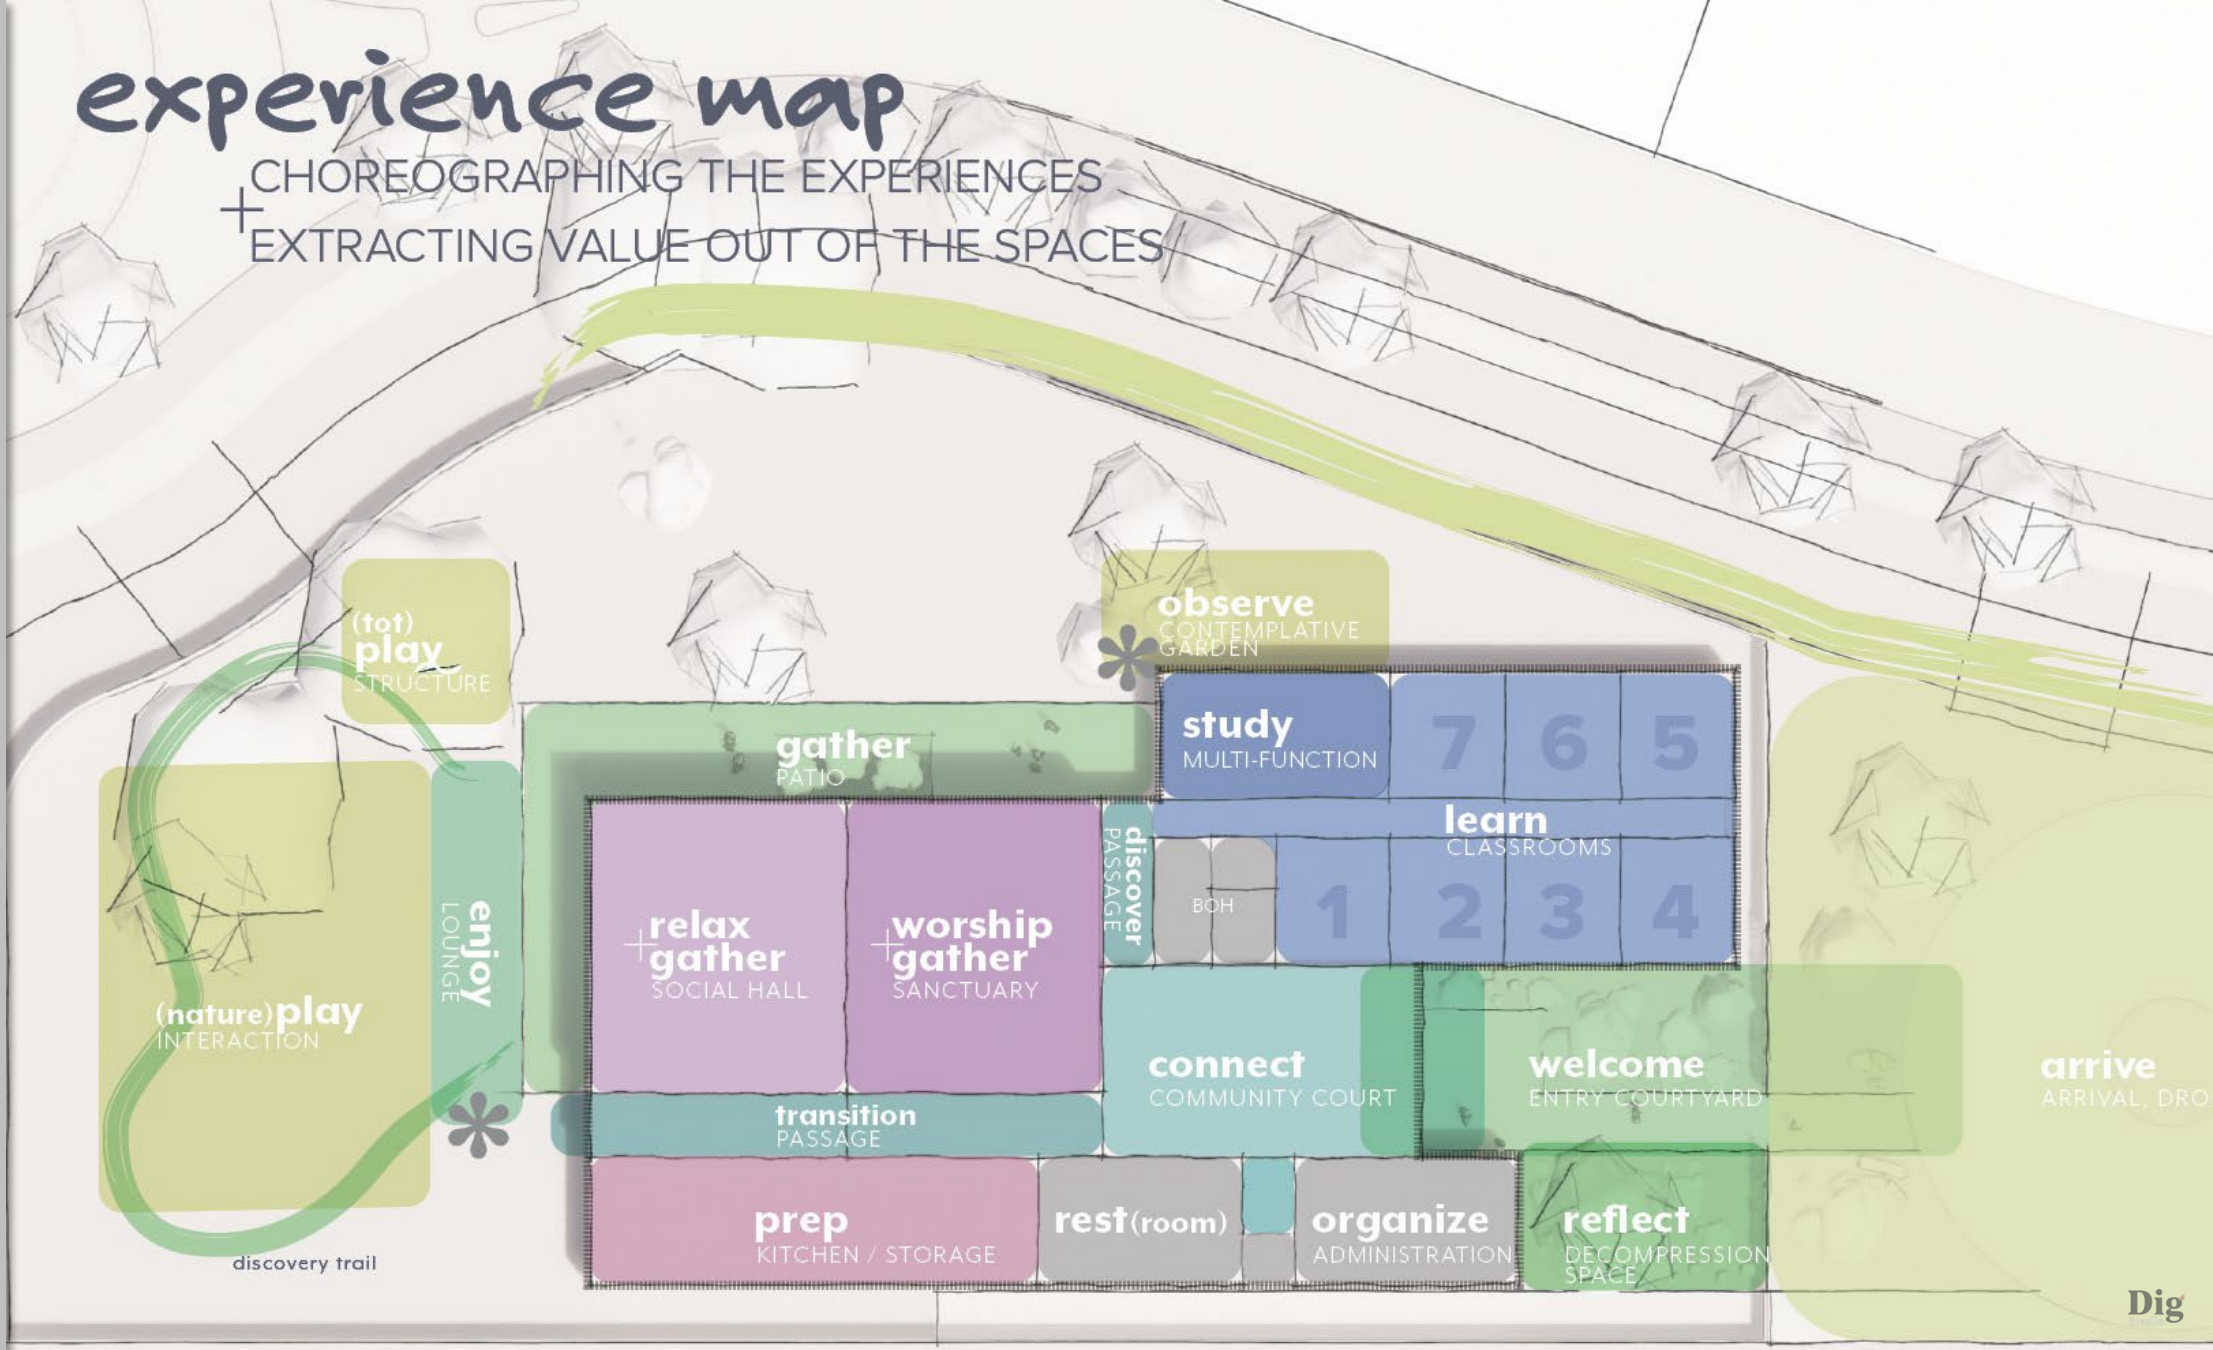 experience map
CHOREOGRAPHING THE EXPERIENCES
+
EXTRACTING VALUE OUT OF THE SPACES
(tot)
play
STRUCTURE
observe
CONTEMPLATIVE
GARDEN
*
study
MULTI-FUNCTION
7 6 5
gather
PATIO
learn
CLASSROOMS
discover
PASSAGE
BOH
1 2 3 4
enjoy
LOUNGE
relax
+gather
SOCIAL HALL
worship
+gather
SANCTUARY
(nature)play
INTERACTION
connect
COMMUNITY COURT
welcome
ENTRY COURTYARD
arrive
ARRIVAL, DRO
*
transition
PASSAGE
prep
KITCHEN / STORAGE
rest(room)
organize
ADMINISTRATION
reflect
DECOMPRESSION
SPACE
discovery trail
Dig